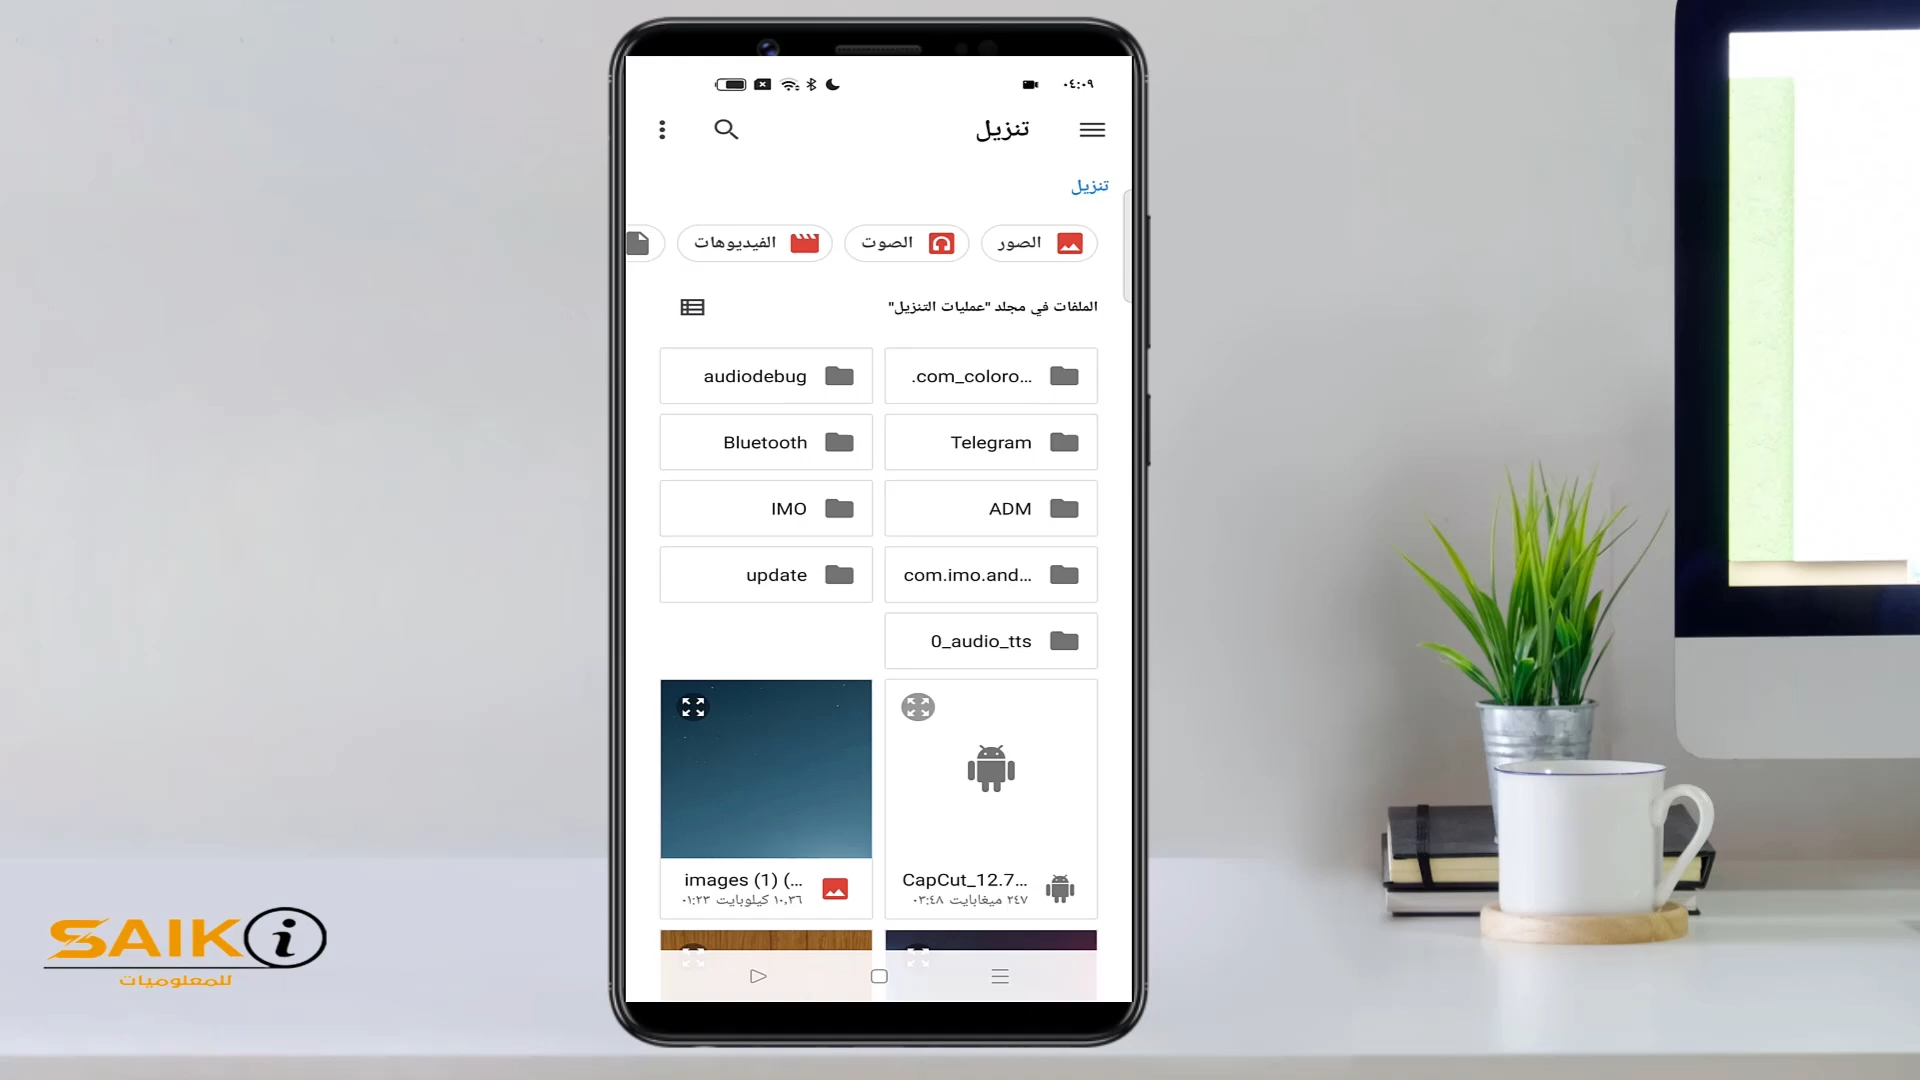 ٠٤:٠٩
تنزيل
تنزيل
الصور
الصوت
الفيديوهات
الملفات في مجلد "عمليات التنزيل"
.com_coloro...
audiodebug
Telegram
Bluetooth
ADM
IMO
com.imo.and...
update
0_audio_tts
CapCut_12.7...
٢٤٧ ميغابايت ٠٣:٤٨
images (1) (...
١٠,٣٦ كيلوبايت ٠١:٢٣
SAIKi
للمعلوميات